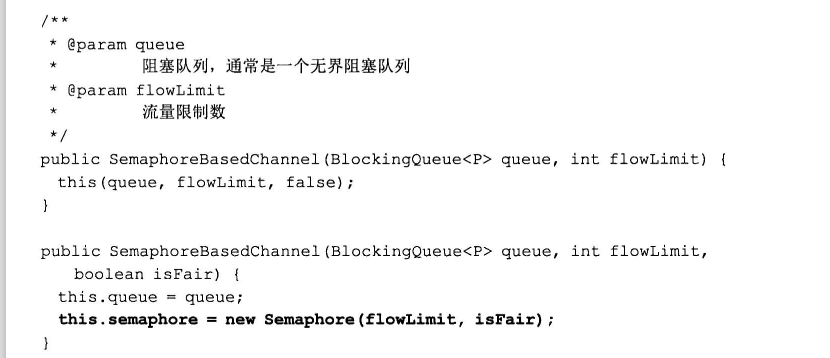 /**
 * @param queue
 *          阻塞队列，通常是一个无界阻塞队列
 * @param flowLimit
 *          流量限制数
 */
public SemaphoreBasedChannel(BlockingQueue<P> queue, int flowLimit) {
  this(queue, flowLimit, false);
}

public SemaphoreBasedChannel(BlockingQueue<P> queue, int flowLimit,
    boolean isFair) {
  this.queue = queue;
  this.semaphore = new Semaphore(flowLimit, isFair);
}